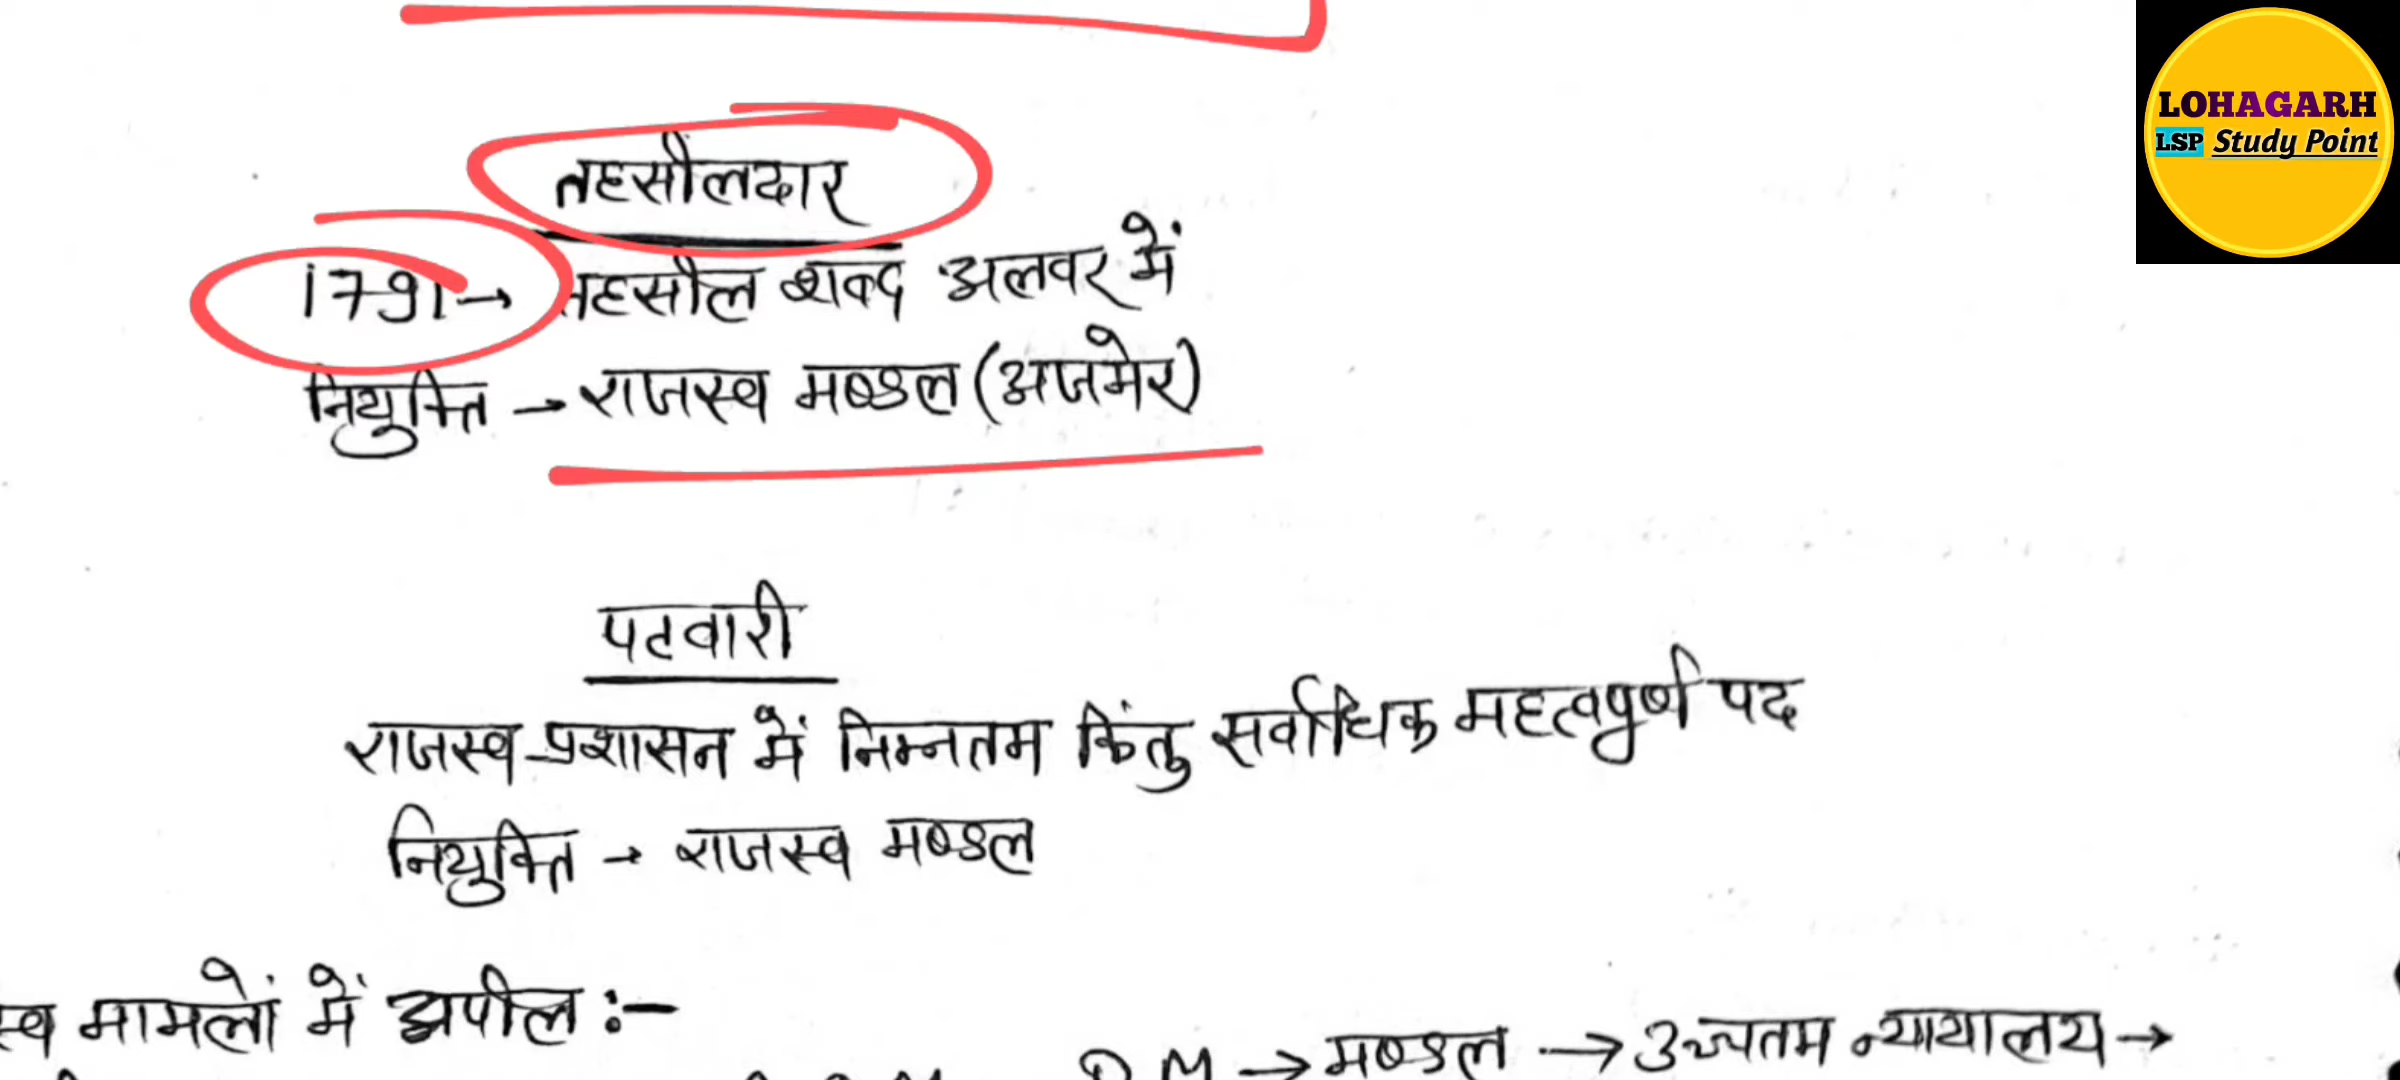 LOHAGARH
LSP Study Point
तहसीलदार
1791→ तहसील शब्द अलवर में
नियुक्ति → राजस्व मण्डल (अजमेर)
पटवारी
राजस्व प्रशासन में निम्नतम किंतु सर्वाधिक महत्वपूर्ण पद
नियुक्ति → राजस्व मण्डल
स्व मामलों में अपील :-
→ मण्डल → उच्चतम न्यायालय →